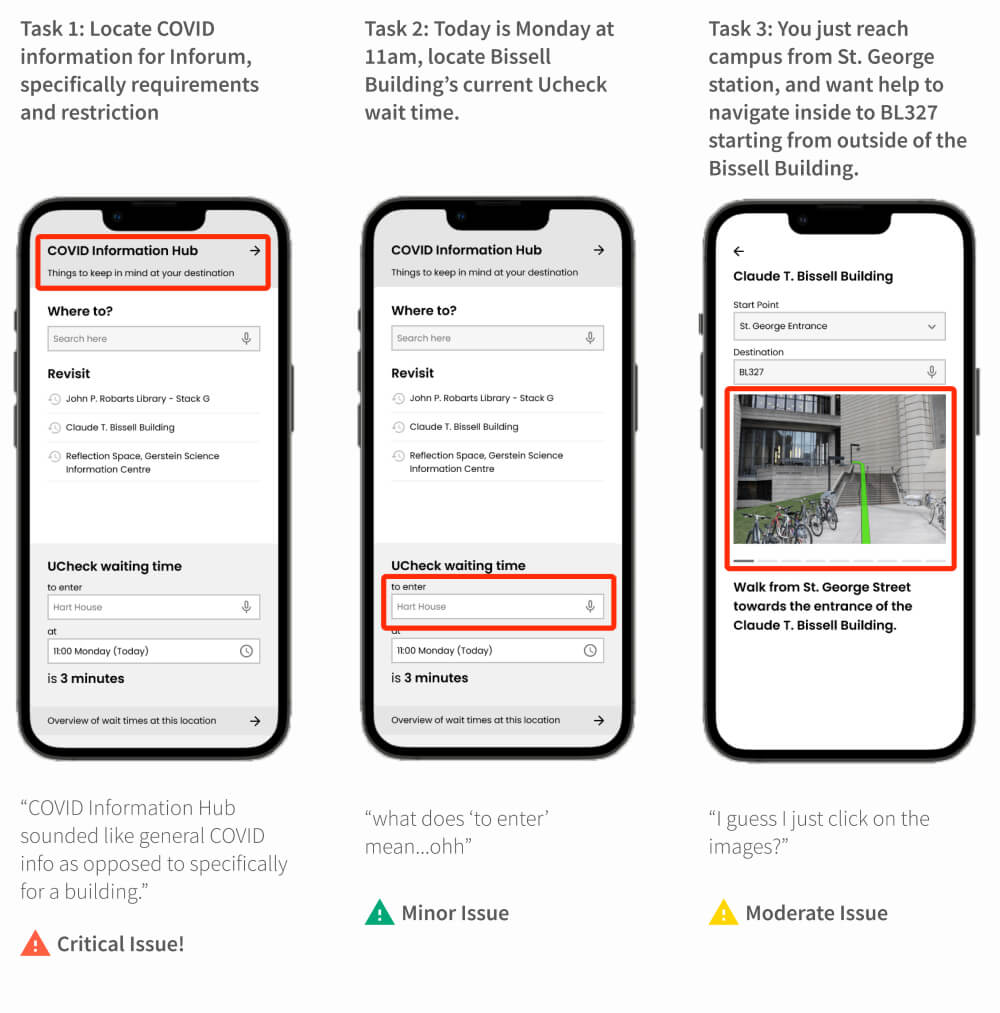 Task 1: Locate COVID
information for Inforum,
specifically requirements
and restriction
COVID Information Hub
Things to keep in mind at your destination
Where to?
Search here
Revisit
John P. Robarts Library - Stack G
Claude T. Bissell Building
Reflection Space, Gerstein Science
Information Centre
UCheck waiting time
to enter
Hart House
at
11:00 Monday (Today)
is 3 minutes
Overview of wait times at this location
“COVID Information Hub
sounded like general COVID
info as opposed to specifically
for a building.”
Critical Issue!
Task 2: Today is Monday at
11am, locate Bissell
Building’s current Ucheck
wait time.
COVID Information Hub
Things to keep in mind at your destination
Where to?
Search here
Revisit
John P. Robarts Library - Stack G
Claude T. Bissell Building
Reflection Space, Gerstein Science
Information Centre
UCheck waiting time
to enter
Hart House
at
11:00 Monday (Today)
is 3 minutes
Overview of wait times at this location
“what does ‘to enter’
mean...ohh”
Minor Issue
Task 3: You just reach
campus from St. George
station, and want help to
navigate inside to BL327
starting from outside of the
Bissell Building.
Claude T. Bissell Building
Start Point
St. George Entrance
Destination
BL327
Walk from St. George Street
towards the entrance of the
Claude T. Bissell Building.
“I guess I just click on the
images?”
Moderate Issue